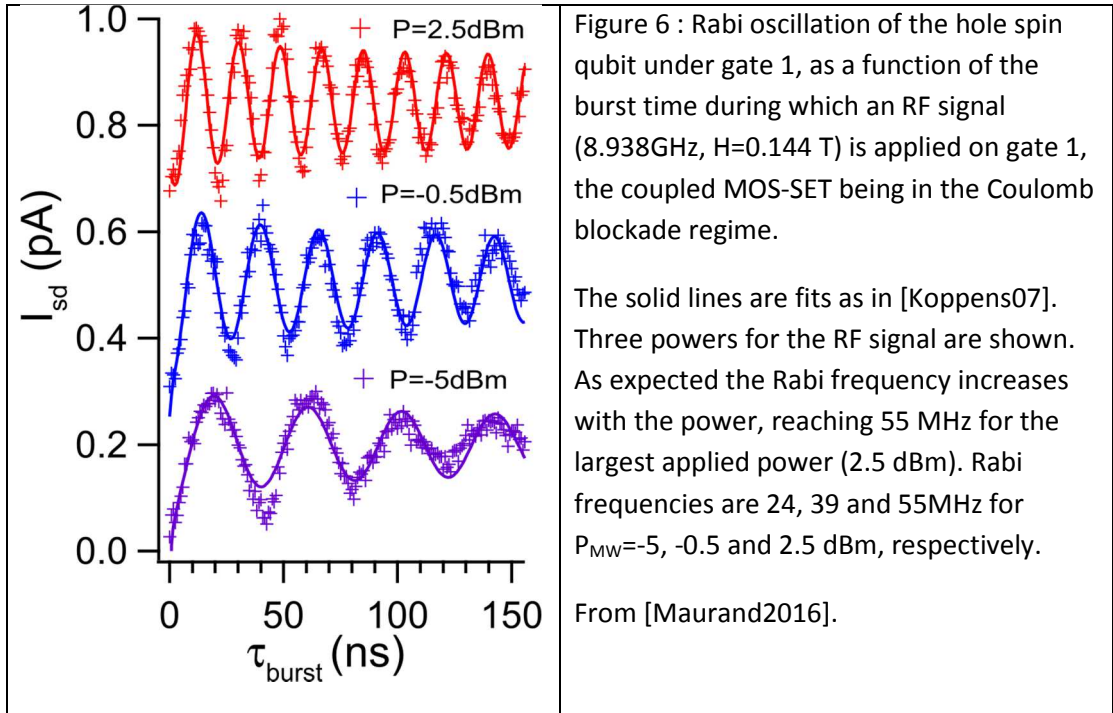 1.0
0.8
0.6
0.4
0.2
0.0
I_sd (pA)
P=2.5dBm
P=-0.5dBm
P=-5dBm
0 50 100 150
τ_burst (ns)
Figure 6 : Rabi oscillation of the hole spin
qubit under gate 1, as a function of the
burst time during which an RF signal
(8.938GHz, H=0.144 T) is applied on gate 1,
the coupled MOS-SET being in the Coulomb
blockade regime.
The solid lines are fits as in [Koppens07].
Three powers for the RF signal are shown.
As expected the Rabi frequency increases
with the power, reaching 55 MHz for the
largest applied power (2.5 dBm). Rabi
frequencies are 24, 39 and 55MHz for
P_MW=-5, -0.5 and 2.5 dBm, respectively.
From [Maurand2016].